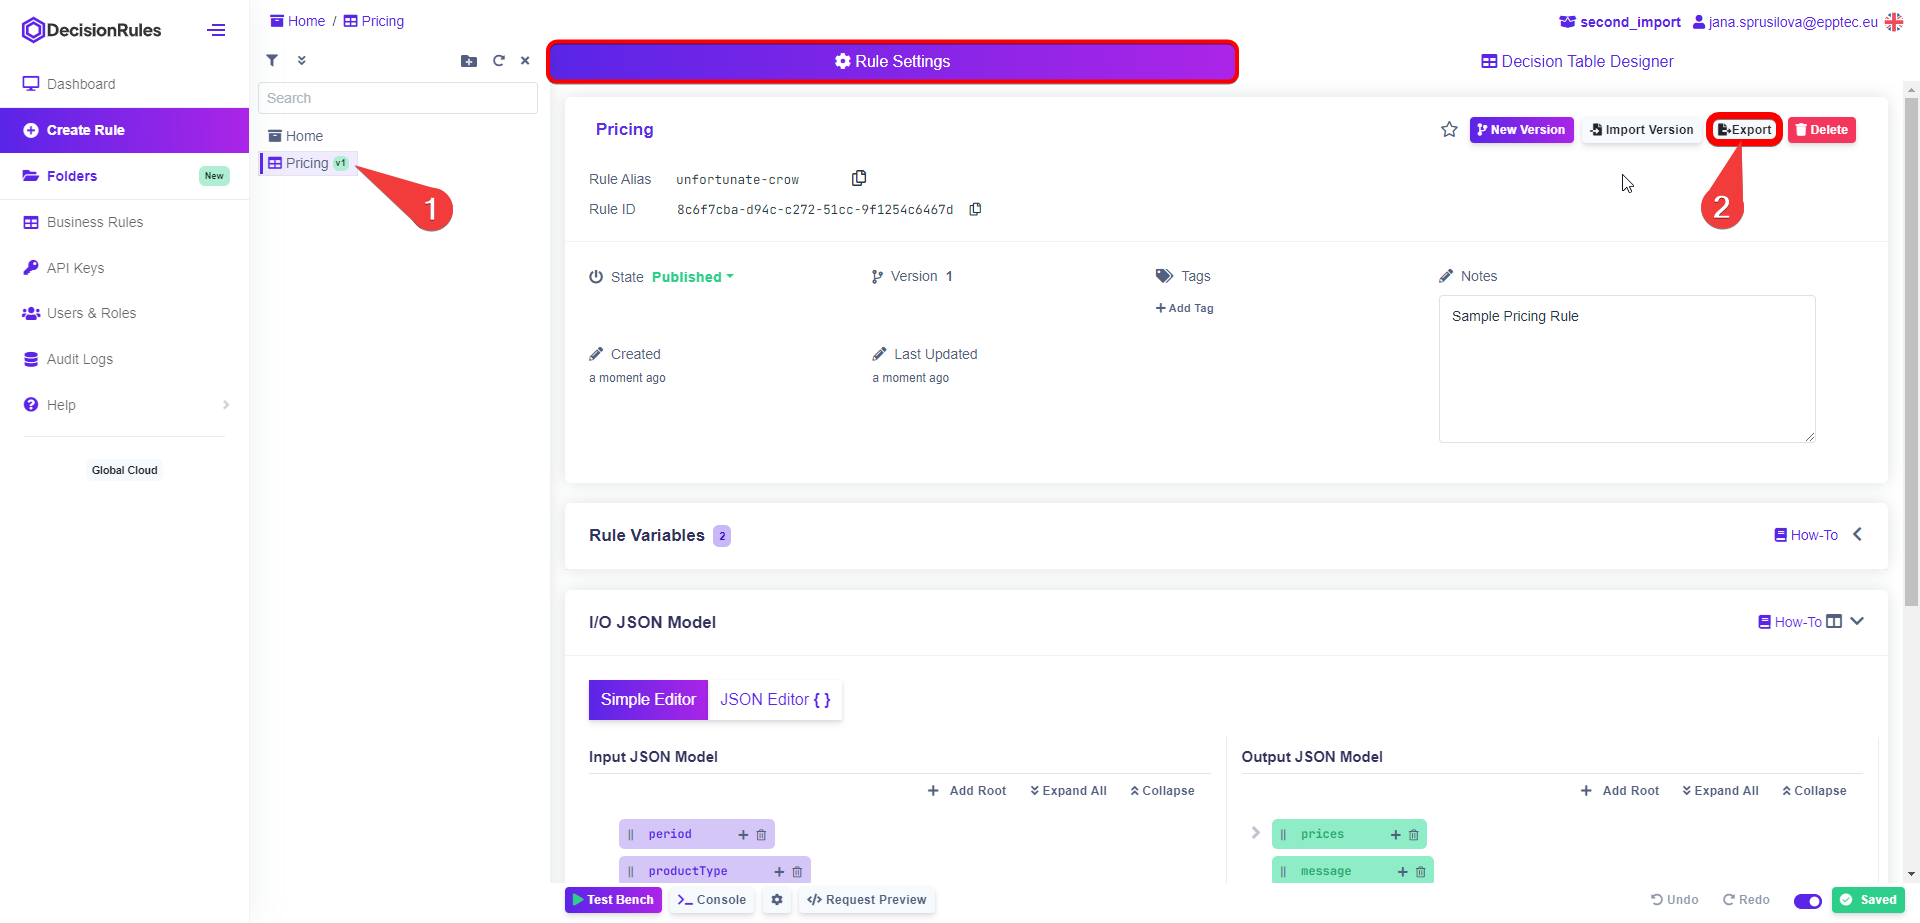 DecisionRules
Home / Pricing
second_import jana.sprusilova@epptec.eu
Rule Settings
Decision Table Designer
Dashboard
Create Rule
Folders New
Business Rules
API Keys
Users & Roles
Audit Logs
Help
Global Cloud
Search
Home
Pricing v1
1
Pricing
New Version Import Version Export Delete
2
Rule Alias unfortunate-crow
Rule ID 8c6f7cba-d94c-c272-51cc-9f1254c6467d
State Published Version 1 Tags Notes
+ Add Tag
Sample Pricing Rule
Created Last Updated
a moment ago a moment ago
Rule Variables 2 How-To
I/O JSON Model How-To
Simple Editor JSON Editor { }
Input JSON Model Output JSON Model
+ Add Root Expand All Collapse + Add Root Expand All Collapse
period + prices +
productType + message +
Test Bench Console Request Preview Undo Redo Saved